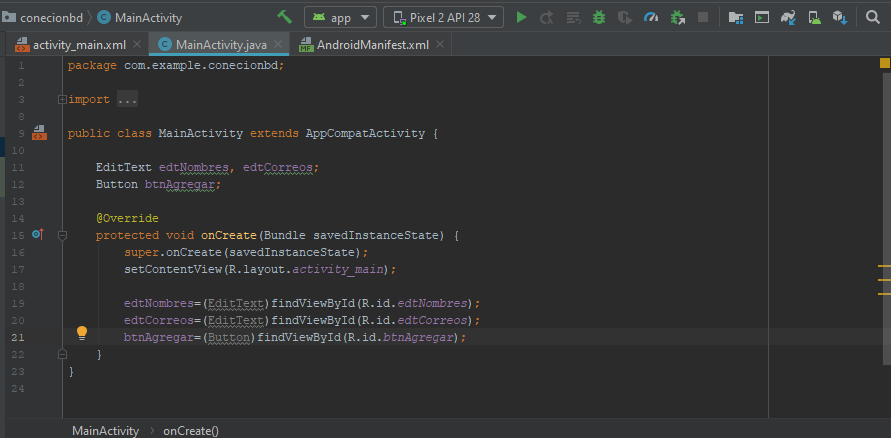 conecionbd MainActivity app Pixel 2 API 28
activity_main.xml MainActivity.java AndroidManifest.xml
1 package com.example.conecionbd;
2
3 import ...
8
9 public class MainActivity extends AppCompatActivity {
10
11 EditText edtNombres, edtCorreos;
12 Button btnAgregar;
13
14 @Override
15 protected void onCreate(Bundle savedInstanceState) {
16 super.onCreate(savedInstanceState);
17 setContentView(R.layout.activity_main);
18
19 edtNombres=(EditText)findViewById(R.id.edtNombres);
20 edtCorreos=(EditText)findViewById(R.id.edtCorreos);
21 btnAgregar=(Button)findViewById(R.id.btnAgregar);
22 }
23 }
24
MainActivity onCreate()